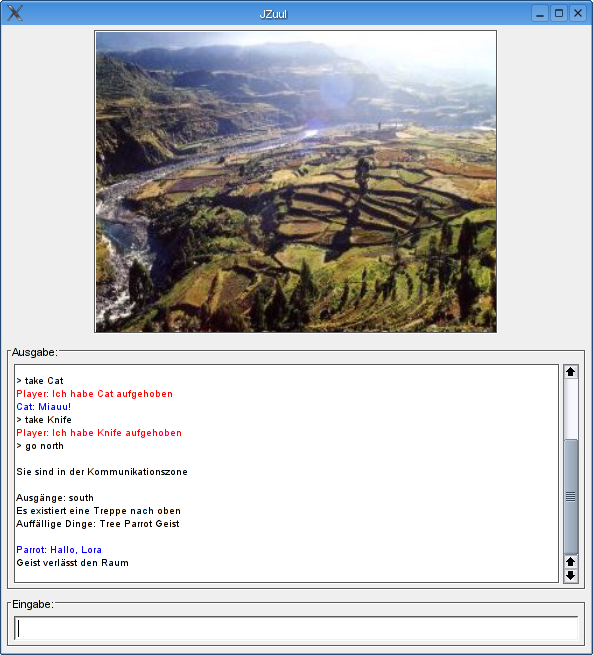 JZuul
Ausgabe:
> take Cat
Player: Ich habe Cat aufgehoben
Cat: Miauu!
> take Knife
Player: Ich habe Knife aufgehoben
> go north
Sie sind in der Kommunikationszone
Ausgänge: south
Es existiert eine Treppe nach oben
Auffällige Dinge: Tree Parrot Geist
Parrot: Hallo, Lora
Geist verlässt den Raum
Eingabe: